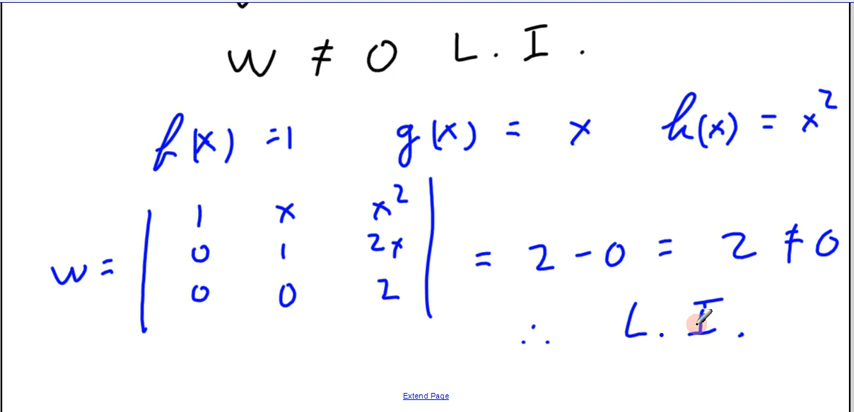 W ≠ 0 L. I.
f(x) = 1 g(x) = x h(x) = x²
1 x x²
w = 0 1 2x = 2 - 0 = 2 ≠ 0
0 0 2
∴ L. I.
Extend Page